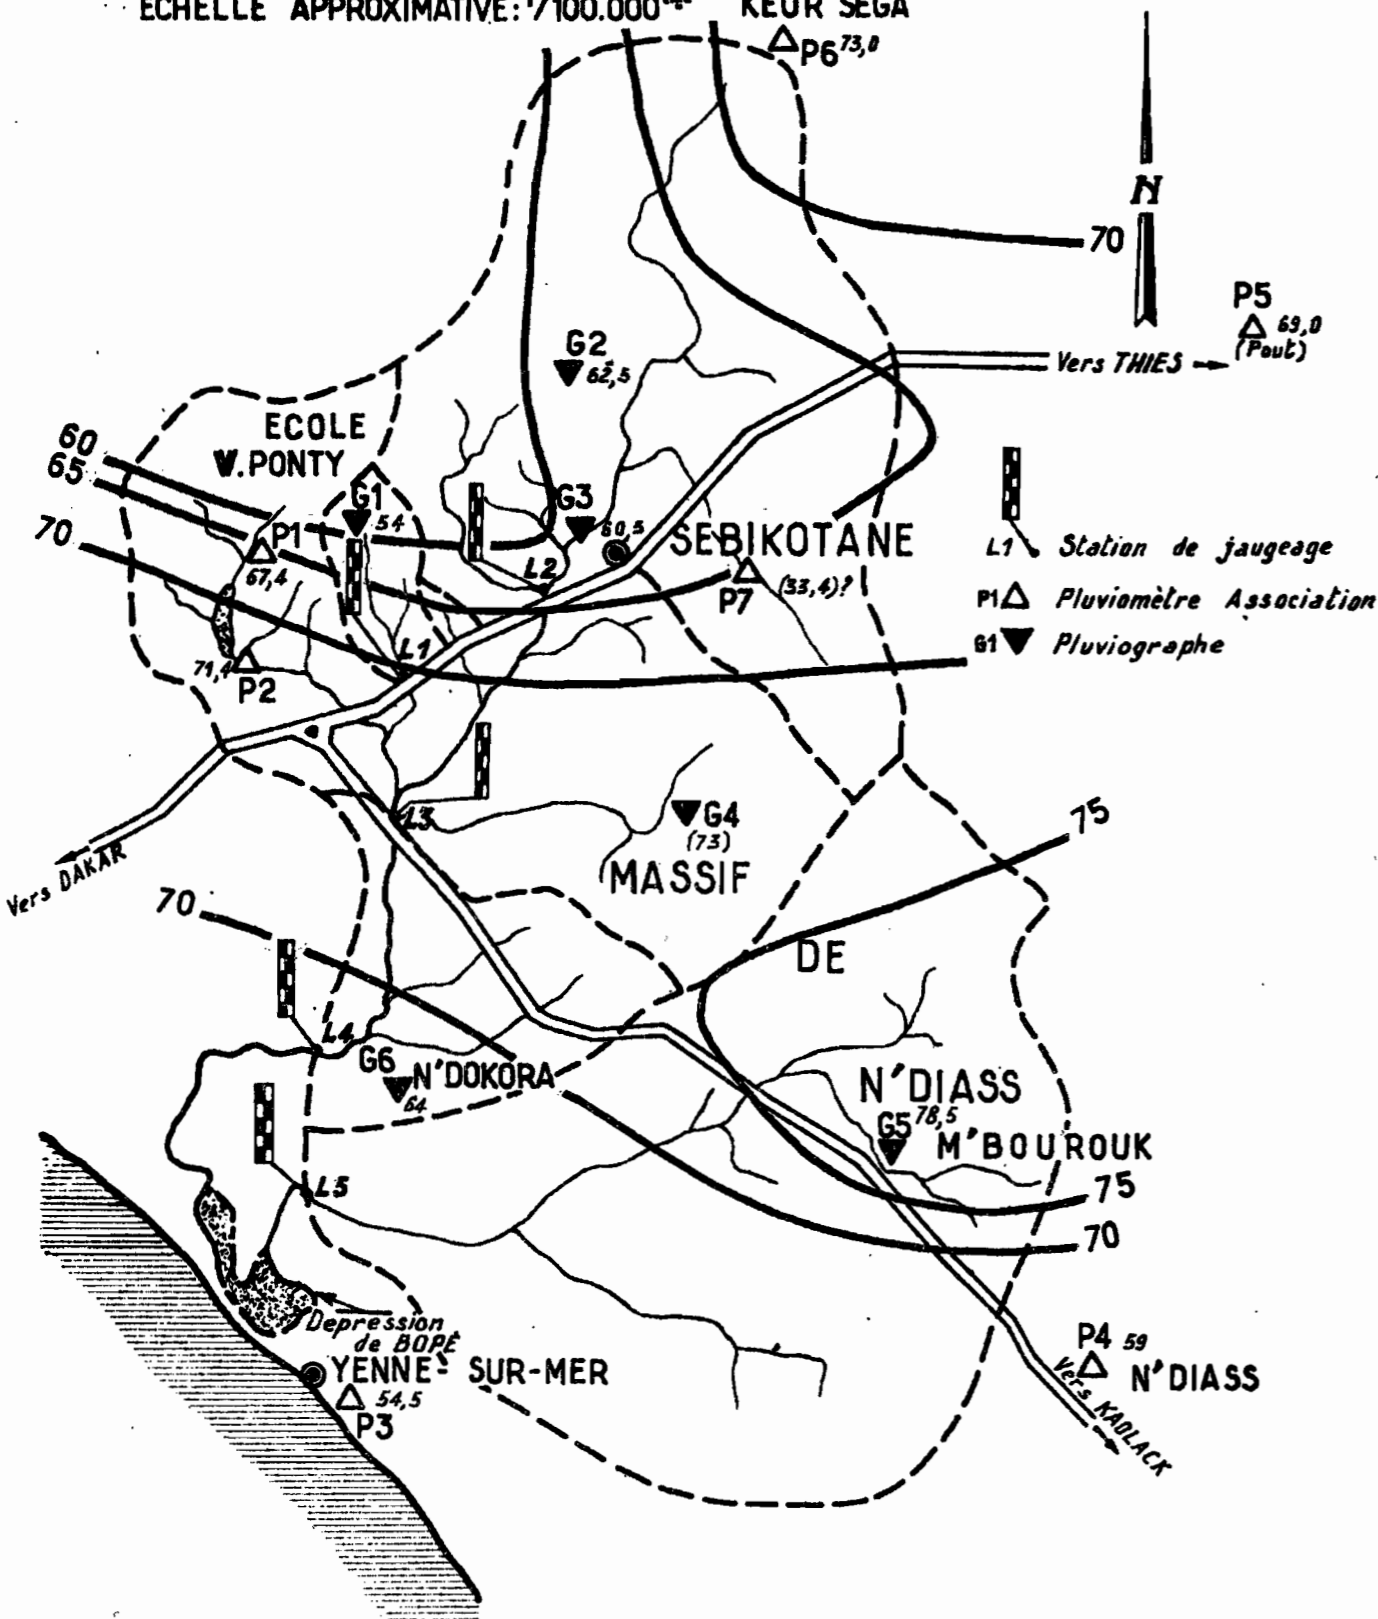 ECHELLE APPROXIMATIVE: 1/100.000
KEUR SEGA
P6 73,0
N
70
P5
69,0
(Pout)
Vers THIES
G2
62,5
ECOLE
W. PONTY
60
65
70
G1
54
P1
67,4
G3
60,5
SEBIKOTANE
L2
P7
(33,4)?
L1 Station de jaugeage
P1 Pluviomètre Association
G1 Pluviographe
L1
71,4
P2
L3
G4
(73)
MASSIF
75
Vers DAKAR
70
DE
L4
G6
N'DOKORA
64
N'DIASS
G5 78,5
M'BOUROUK
75
70
L5
Depression
de BOPÈ
YENNE-SUR-MER
54,5
P3
P4 59
N'DIASS
Vers KAOLACK